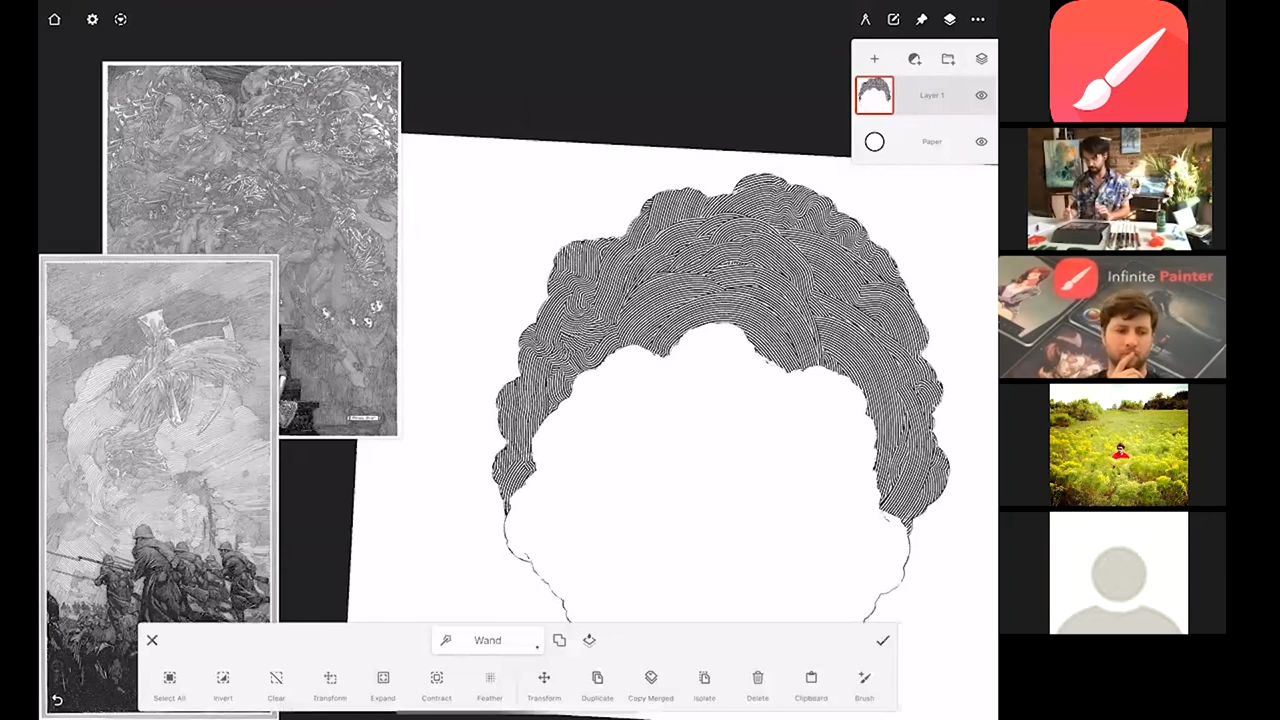 Layer 1
Paper
Infinite Painter
Wand
Select All
Invert
Clear
Transform
Expand
Contract
Feather
Transform
Duplicate
Copy Merged
Isolate
Delete
Clipboard
Brush